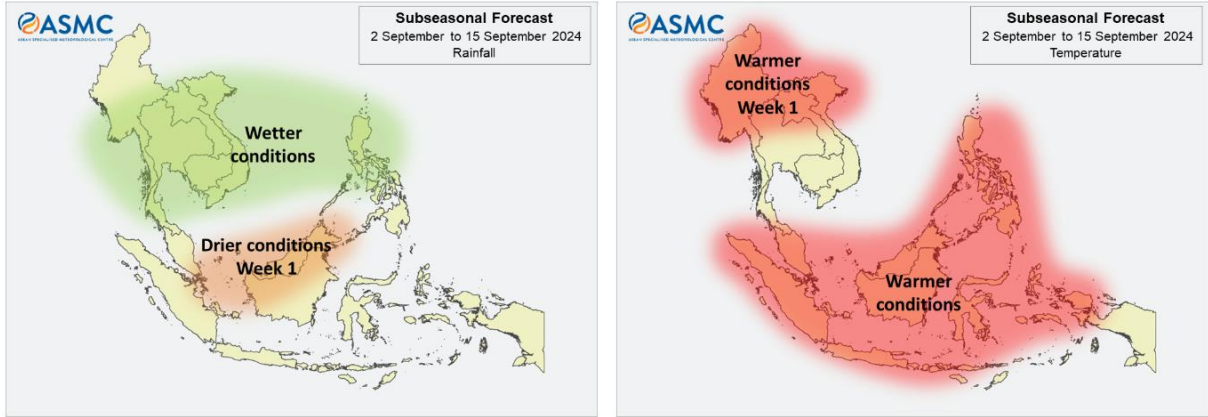 ASMC
ASEAN SPECIALISED METEOROLOGICAL CENTRE
Subseasonal Forecast
2 September to 15 September 2024
Rainfall
Wetter
conditions
Drier conditions
Week 1
ASMC
ASEAN SPECIALISED METEOROLOGICAL CENTRE
Subseasonal Forecast
2 September to 15 September 2024
Temperature
Warmer
conditions
Week 1
Warmer
conditions